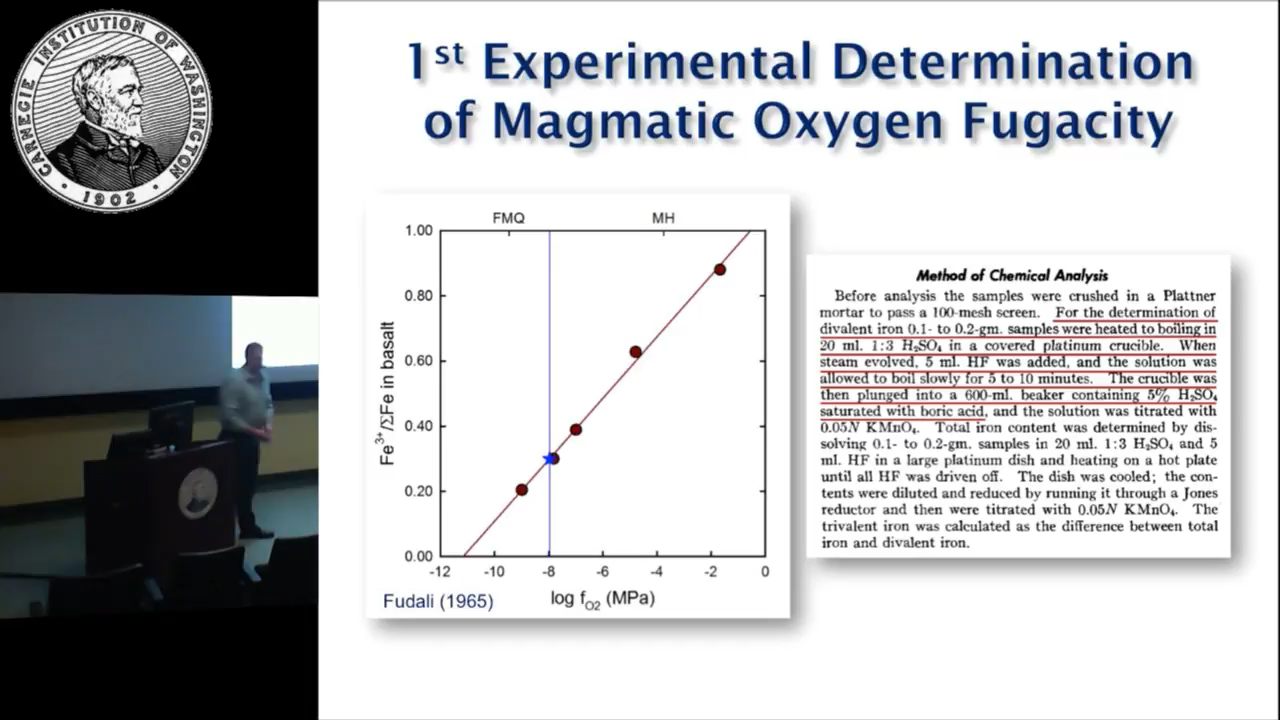 CARNEGIE INSTITUTION OF WASHINGTON
· 1902 ·
1st Experimental Determination
of Magmatic Oxygen Fugacity
FMQ MH
1.00
0.80
0.60
0.40
0.20
0.00
Fe3+/ΣFe in basalt
-12 -10 -8 -6 -4 -2 0
log fO2 (MPa)
Fudali (1965)
Method of Chemical Analysis
Before analysis the samples were crushed in a Plattner
mortar to pass a 100-mesh screen. For the determination of
divalent iron 0.1- to 0.2-gm. samples were heated to boiling in
20 ml. 1:3 H2SO4 in a covered platinum crucible. When
steam evolved, 5 ml. HF was added, and the solution was
allowed to boil slowly for 5 to 10 minutes. The crucible was
then plunged into a 600-ml. beaker containing 5% H2SO4
saturated with boric acid, and the solution was titrated with
0.05N KMnO4. Total iron content was determined by dis-
solving 0.1- to 0.2-gm. samples in 20 ml. 1:3 H2SO4 and 5
ml. HF in a large platinum dish and heating on a hot plate
until all HF was driven off. The dish was cooled; the con-
tents were diluted and reduced by running it through a Jones
reductor and then were titrated with 0.05N KMnO4. The
trivalent iron was calculated as the difference between total
iron and divalent iron.